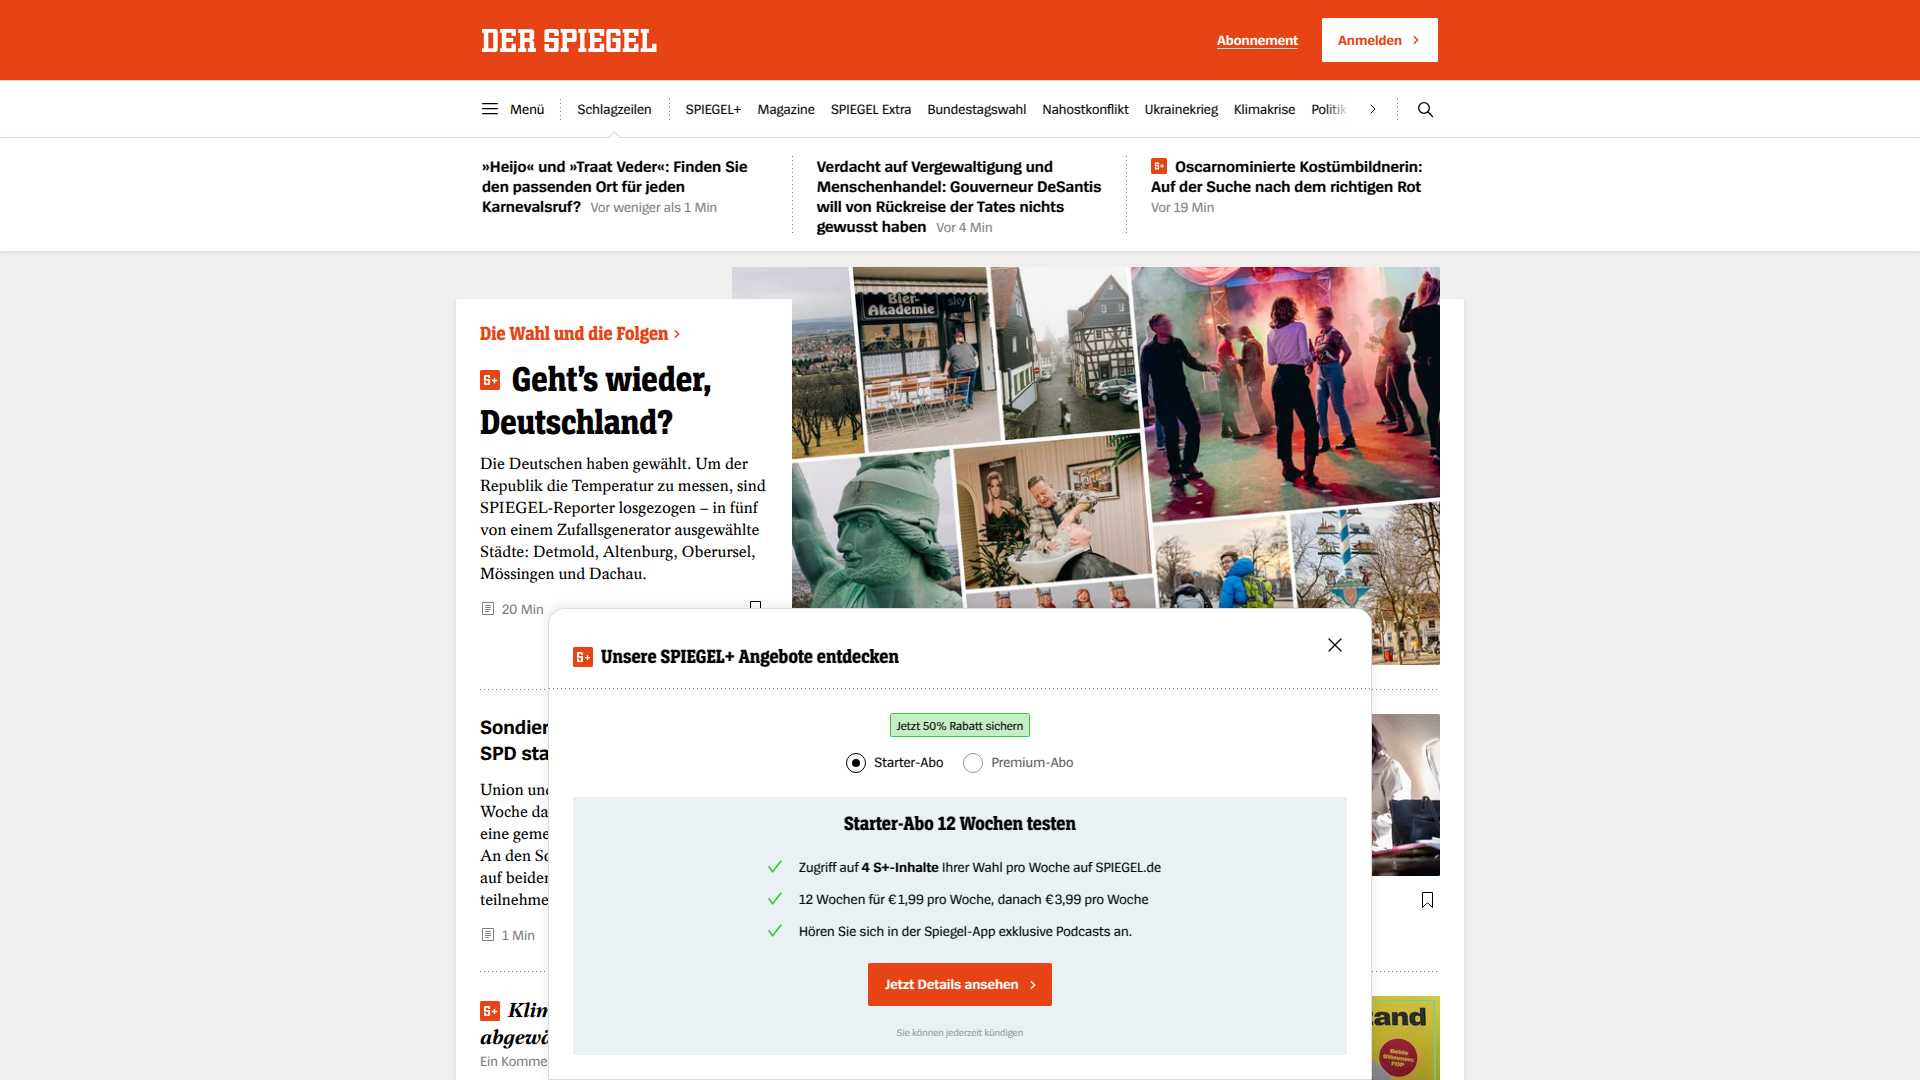 DER SPIEGEL
Abonnement
Anmelden
Menü
Schlagzeilen
SPIEGEL+
Magazine
SPIEGEL Extra
Bundestagswahl
Nahostkonflikt
Ukrainekrieg
Klimakrise
Politik
»Heijo« und »Traat Veder«: Finden Sie
den passenden Ort für jeden
Karnevalsruf? Vor weniger als 1 Min
Verdacht auf Vergewaltigung und
Menschenhandel: Gouverneur DeSantis
will von Rückreise der Tates nichts
gewusst haben Vor 4 Min
S+ Oscarnominierte Kostümbildnerin:
Auf der Suche nach dem richtigen Rot
Vor 19 Min
Die Wahl und die Folgen
S+ Geht's wieder,
Deutschland?
Die Deutschen haben gewählt. Um der
Republik die Temperatur zu messen, sind
SPIEGEL-Reporter losgezogen – in fünf
von einem Zufallsgenerator ausgewählte
Städte: Detmold, Altenburg, Oberursel,
Mössingen und Dachau.
20 Min
Bier-
Akademie
sky
S+ Unsere SPIEGEL+ Angebote entdecken
Jetzt 50% Rabatt sichern
Starter-Abo
Premium-Abo
Starter-Abo 12 Wochen testen
Zugriff auf 4 S+-Inhalte Ihrer Wahl pro Woche auf SPIEGEL.de
12 Wochen für € 1,99 pro Woche, danach € 3,99 pro Woche
Hören Sie sich in der Spiegel-App exklusive Podcasts an.
Jetzt Details ansehen
Sie können jederzeit kündigen
Sondier
SPD sta
Union und
Woche da
eine geme
An den So
auf beiden
teilnehme
1 Min
S+ Klim
abgewä
Ein Komme
tand